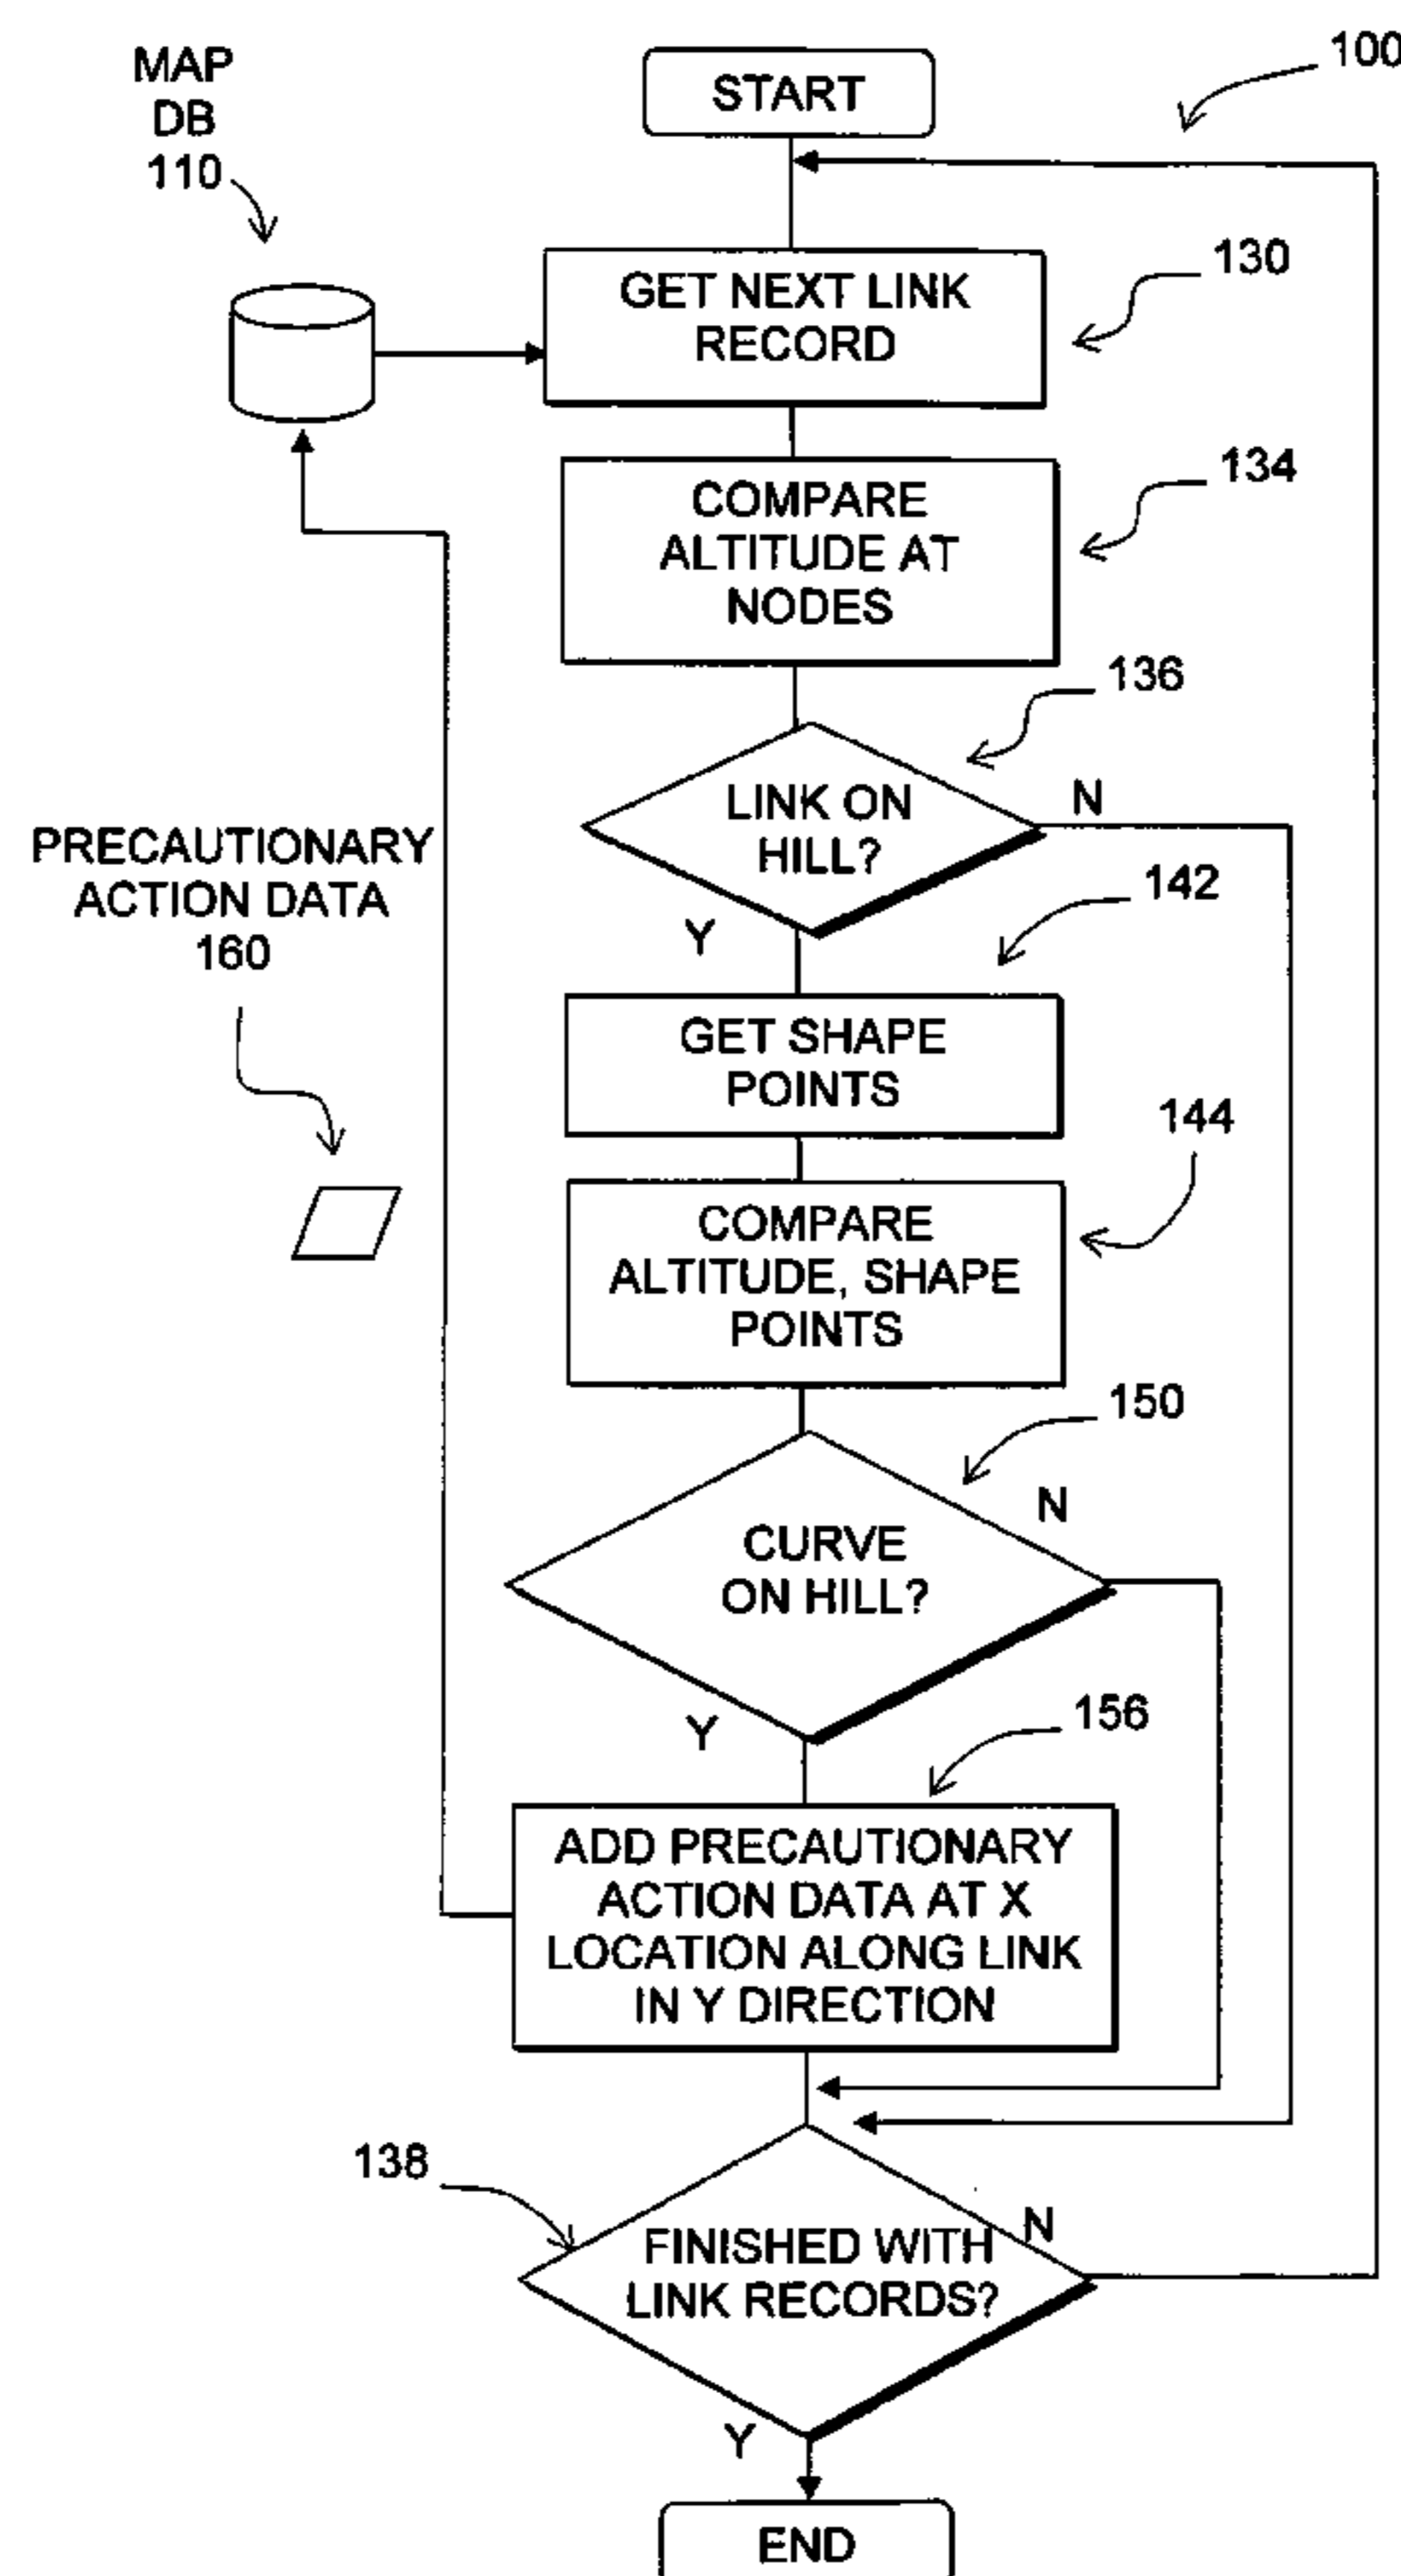 MAP
DB
110
START
100
GET NEXT LINK
RECORD
130
COMPARE
ALTITUDE AT
NODES
134
136
LINK ON
HILL?
N
Y
PRECAUTIONARY
ACTION DATA
160
142
GET SHAPE
POINTS
144
COMPARE
ALTITUDE, SHAPE
POINTS
150
CURVE
ON HILL?
N
Y
156
ADD PRECAUTIONARY
ACTION DATA AT X
LOCATION ALONG LINK
IN Y DIRECTION
138
FINISHED WITH
LINK RECORDS?
N
Y
END